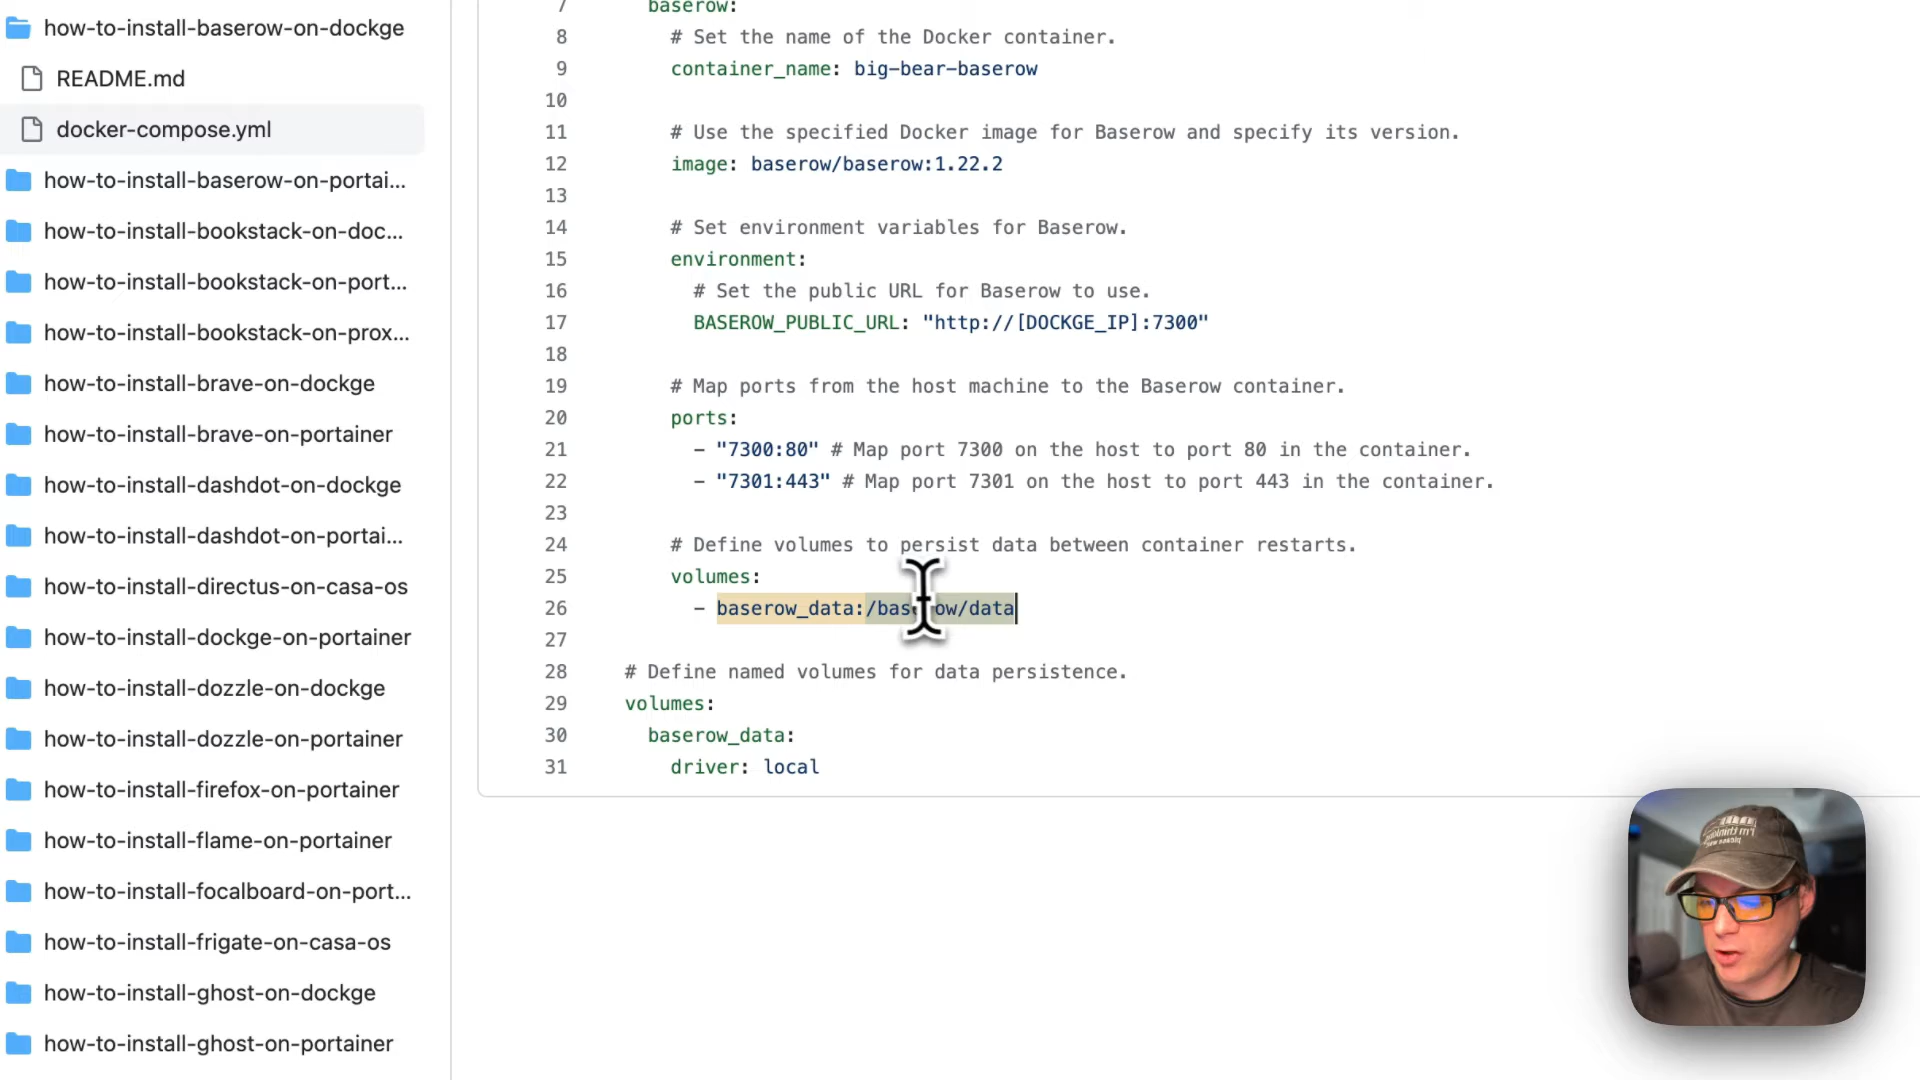 how-to-install-baserow-on-dockge
README.md
docker-compose.yml
how-to-install-baserow-on-portai...
how-to-install-bookstack-on-doc...
how-to-install-bookstack-on-port...
how-to-install-bookstack-on-prox...
how-to-install-brave-on-dockge
how-to-install-brave-on-portainer
how-to-install-dashdot-on-dockge
how-to-install-dashdot-on-portai...
how-to-install-directus-on-casa-os
how-to-install-dockge-on-portainer
how-to-install-dozzle-on-dockge
how-to-install-dozzle-on-portainer
how-to-install-firefox-on-portainer
how-to-install-flame-on-portainer
how-to-install-focalboard-on-port...
how-to-install-frigate-on-casa-os
how-to-install-ghost-on-dockge
how-to-install-ghost-on-portainer
7 baserow:
8 # Set the name of the Docker container.
9 container_name: big-bear-baserow
10
11 # Use the specified Docker image for Baserow and specify its version.
12 image: baserow/baserow:1.22.2
13
14 # Set environment variables for Baserow.
15 environment:
16 # Set the public URL for Baserow to use.
17 BASEROW_PUBLIC_URL: "http://[DOCKGE_IP]:7300"
18
19 # Map ports from the host machine to the Baserow container.
20 ports:
21 - "7300:80" # Map port 7300 on the host to port 80 in the container.
22 - "7301:443" # Map port 7301 on the host to port 443 in the container.
23
24 # Define volumes to persist data between container restarts.
25 volumes:
26 - baserow_data:/baserow/data
27
28 # Define named volumes for data persistence.
29 volumes:
30 baserow_data:
31 driver: local